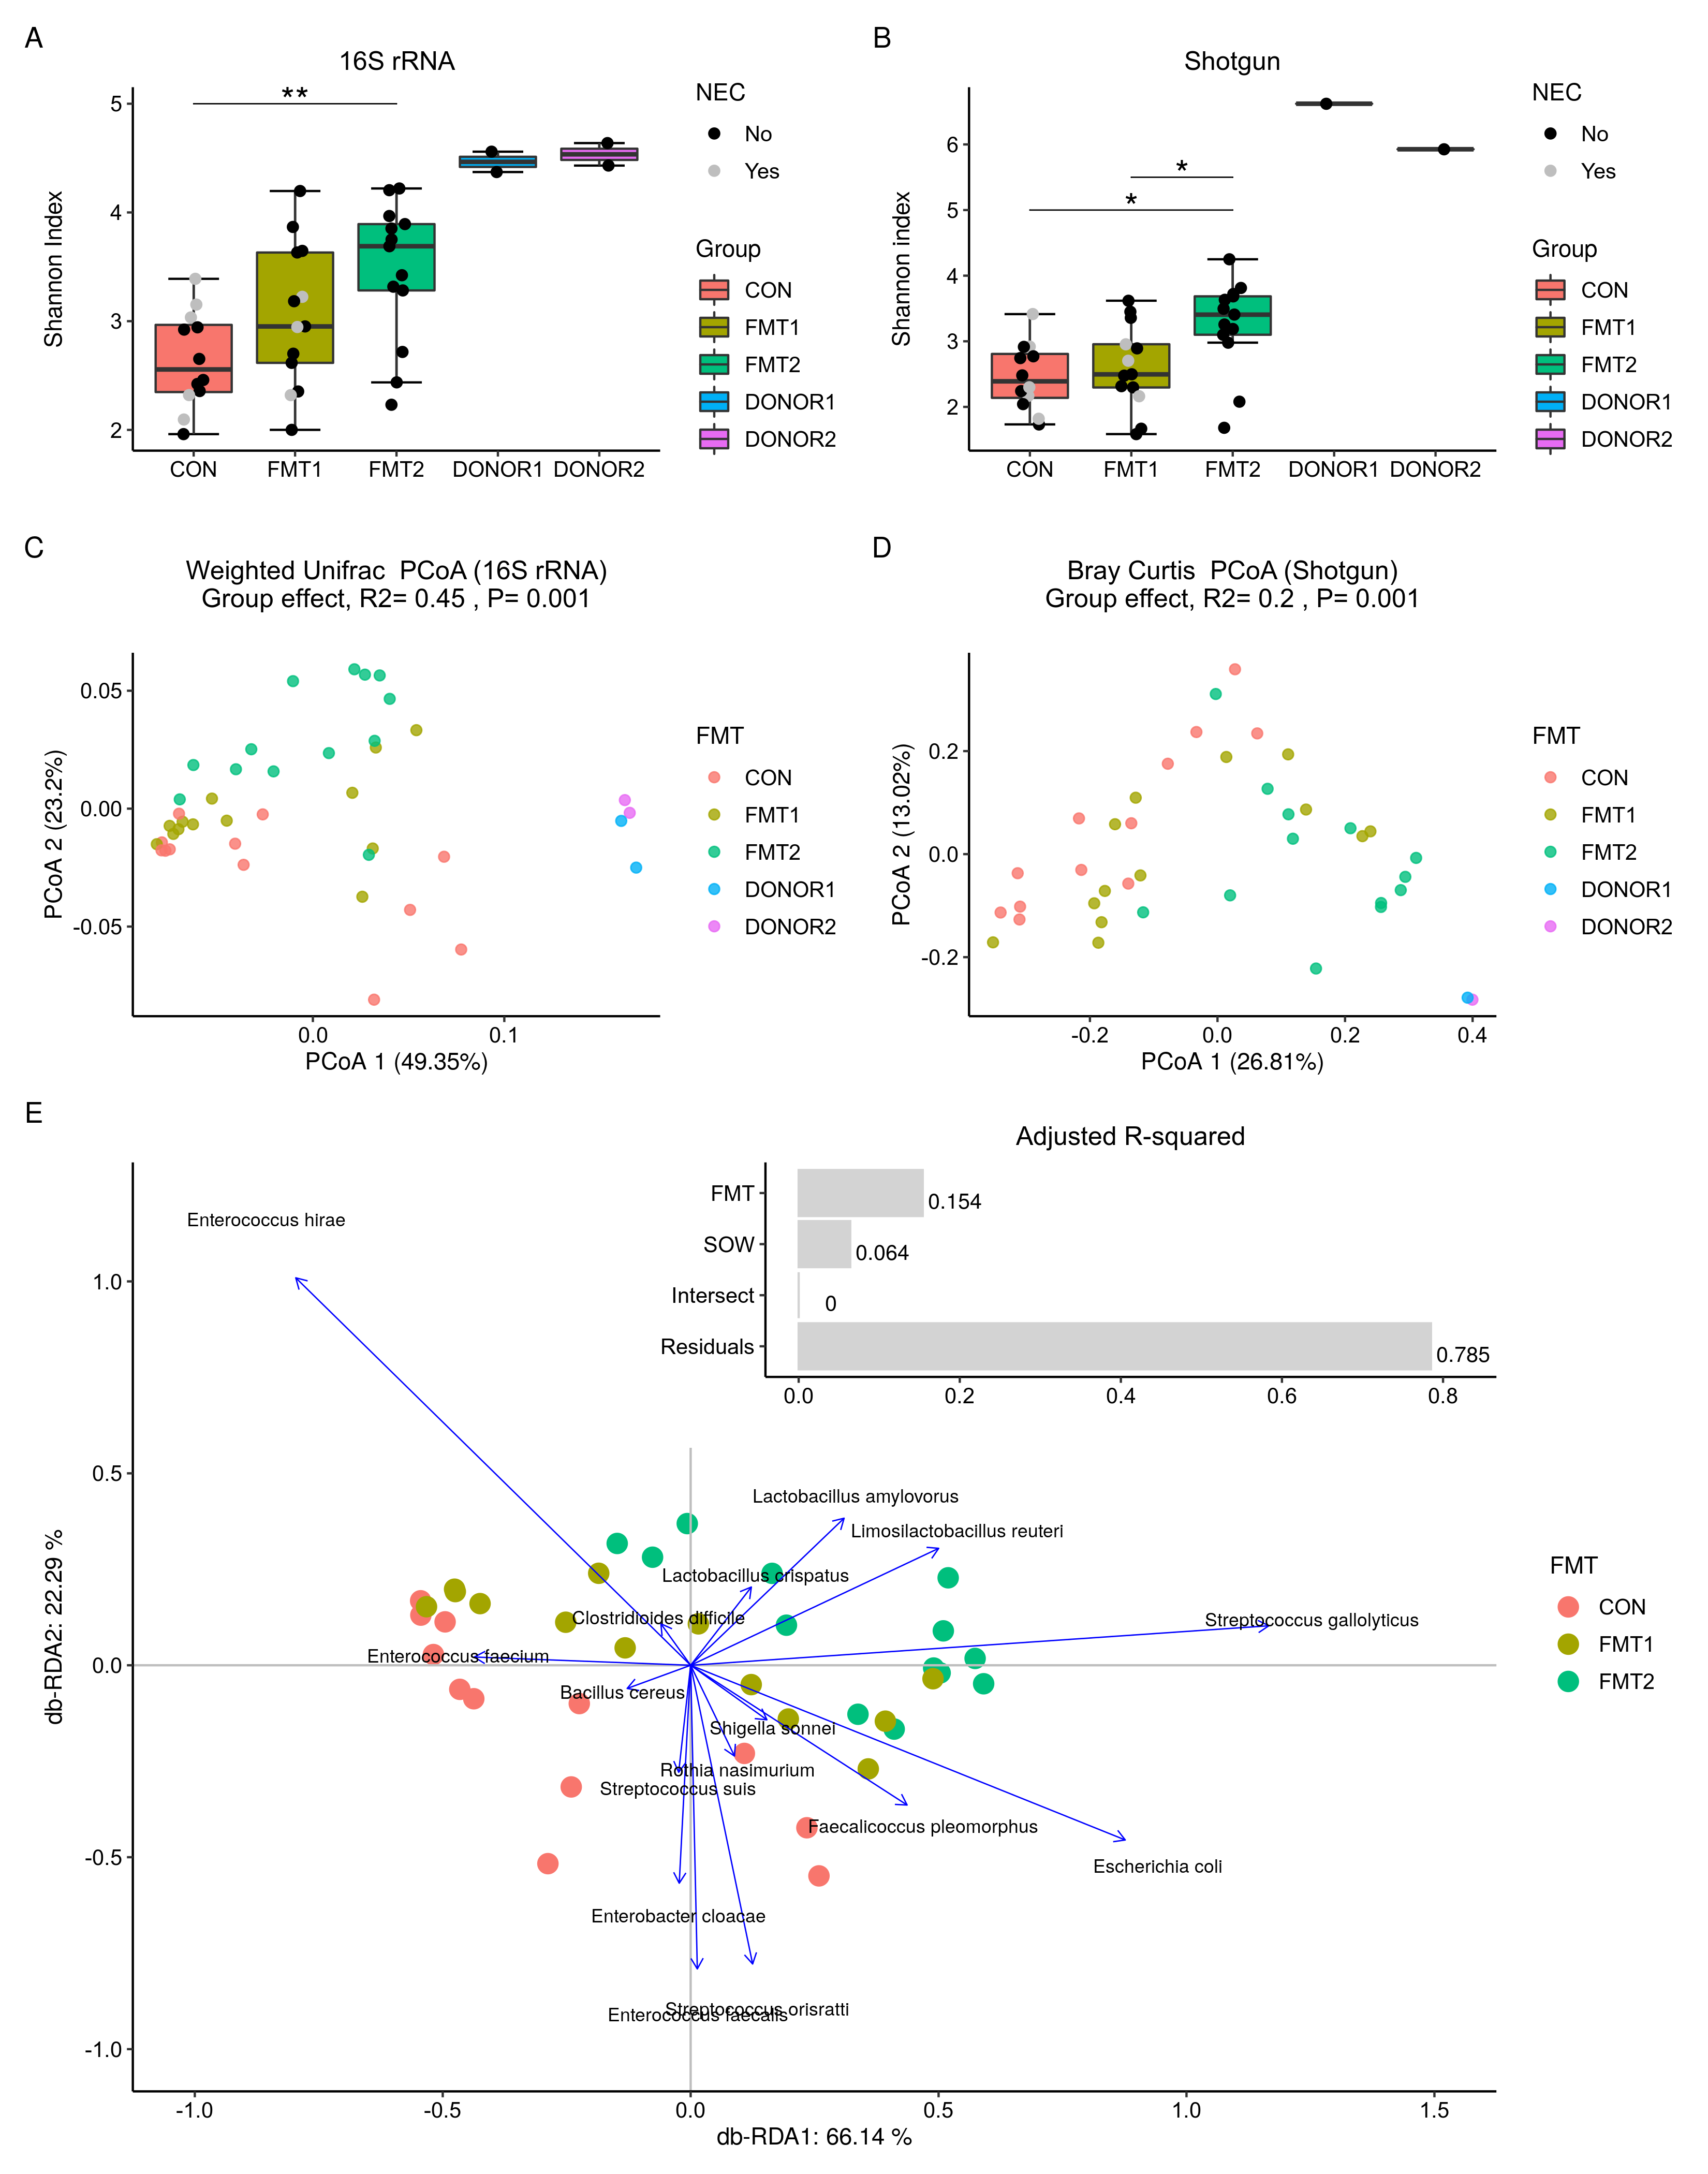 A
16S rRNA
**
Shannon Index
5
4
3
2
CON
FMT1
FMT2
DONOR1
DONOR2
NEC
No
Yes
Group
CON
FMT1
FMT2
DONOR1
DONOR2
B
Shotgun
*
*
Shannon index
6
5
4
3
2
CON
FMT1
FMT2
DONOR1
DONOR2
NEC
No
Yes
Group
CON
FMT1
FMT2
DONOR1
DONOR2
C
Weighted Unifrac PCoA (16S rRNA)
Group effect, R2= 0.45 , P= 0.001
PCoA 2 (23.2%)
0.05
0.00
-0.05
0.0
0.1
PCoA 1 (49.35%)
FMT
CON
FMT1
FMT2
DONOR1
DONOR2
D
Bray Curtis PCoA (Shotgun)
Group effect, R2= 0.2 , P= 0.001
PCoA 2 (13.02%)
0.2
0.0
-0.2
-0.2
0.0
0.2
0.4
PCoA 1 (26.81%)
FMT
CON
FMT1
FMT2
DONOR1
DONOR2
E
Adjusted R-squared
FMT
0.154
SOW
0.064
Intersect
0
Residuals
0.785
0.0
0.2
0.4
0.6
0.8
db-RDA2: 22.29 %
1.0
0.5
0.0
-0.5
-1.0
Enterococcus hirae
Lactobacillus amylovorus
Limosilactobacillus reuteri
Lactobacillus crispatus
Clostridioides difficile
Streptococcus gallolyticus
Enterococcus faecium
Bacillus cereus
Shigella sonnei
Rothia nasimurium
Streptococcus suis
Faecalicoccus pleomorphus
Escherichia coli
Enterobacter cloacae
Streptococcus orisratti
Enterococcus faecalis
-1.0
-0.5
0.0
0.5
1.0
1.5
db-RDA1: 66.14 %
FMT
CON
FMT1
FMT2